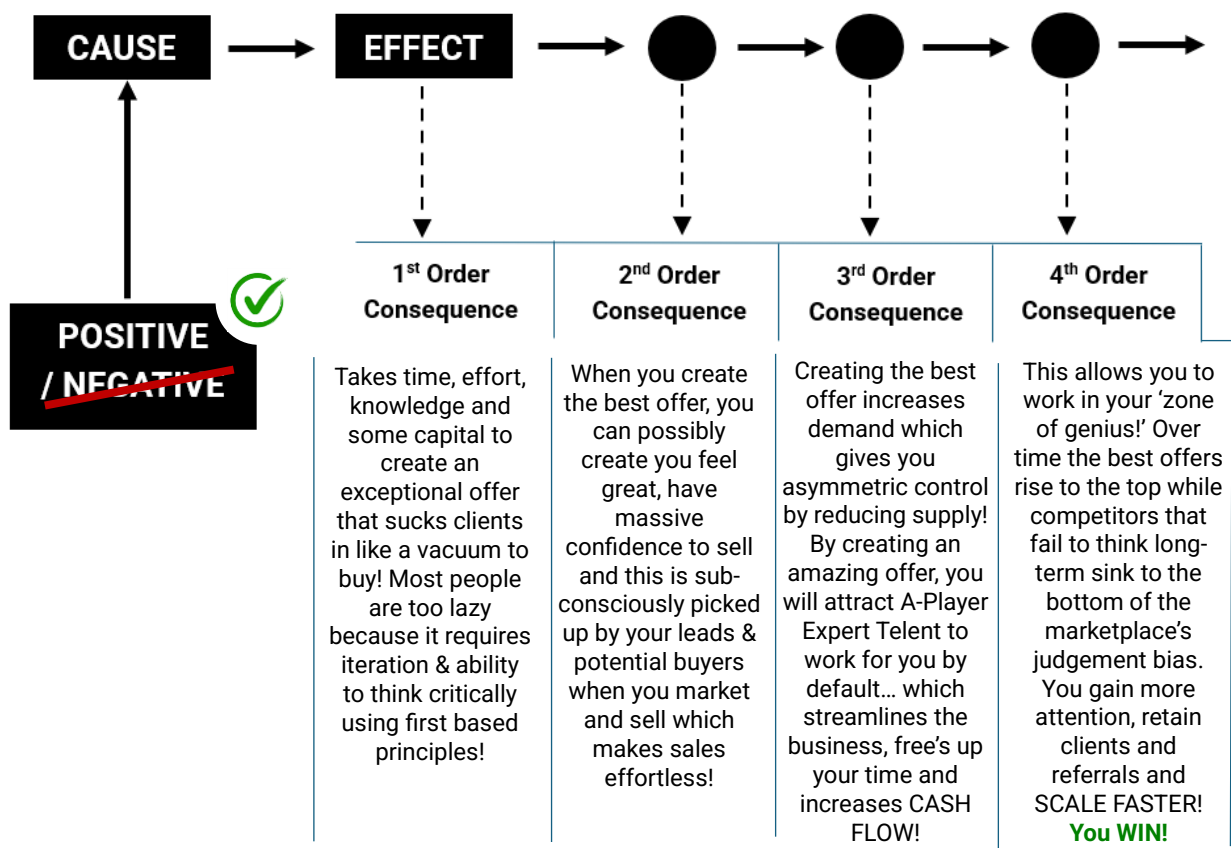 CAUSE
EFFECT
POSITIVE
/ NEGATIVE
1st Order
Consequence
2nd Order
Consequence
3rd Order
Consequence
4th Order
Consequence
Takes time, effort,
knowledge and
some capital to
create an
exceptional offer
that sucks clients
in like a vacuum to
buy! Most people
are too lazy
because it requires
iteration & ability
to think critically
using first based
principles!
When you create
the best offer, you
can possibly
create you feel
great, have
massive
confidence to sell
and this is sub-
consciously picked
up by your leads &
potential buyers
when you market
and sell which
makes sales
effortless!
Creating the best
offer increases
demand which
gives you
asymmetric control
by reducing supply!
By creating an
amazing offer, you
will attract A-Player
Expert Telent to
work for you by
default… which
streamlines the
business, free's up
your time and
increases CASH
FLOW!
This allows you to
work in your ‘zone
of genius!’ Over
time the best offers
rise to the top while
competitors that
fail to think long-
term sink to the
bottom of the
marketplace’s
judgement bias.
You gain more
attention, retain
clients and
referrals and
SCALE FASTER!
You WIN!